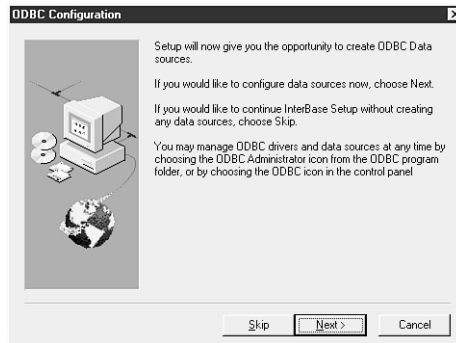 ODBC Configuration
Setup will now give you the opportunity to create ODBC Data
sources.
If you would like to configure data sources now, choose Next.
If you would like to continue InterBase Setup without creating
any data sources, choose Skip.
You may manage ODBC drivers and data sources at any time by
choosing the ODBC Administrator icon from the ODBC program
folder, or by choosing the ODBC icon in the control panel
Skip
Next >
Cancel